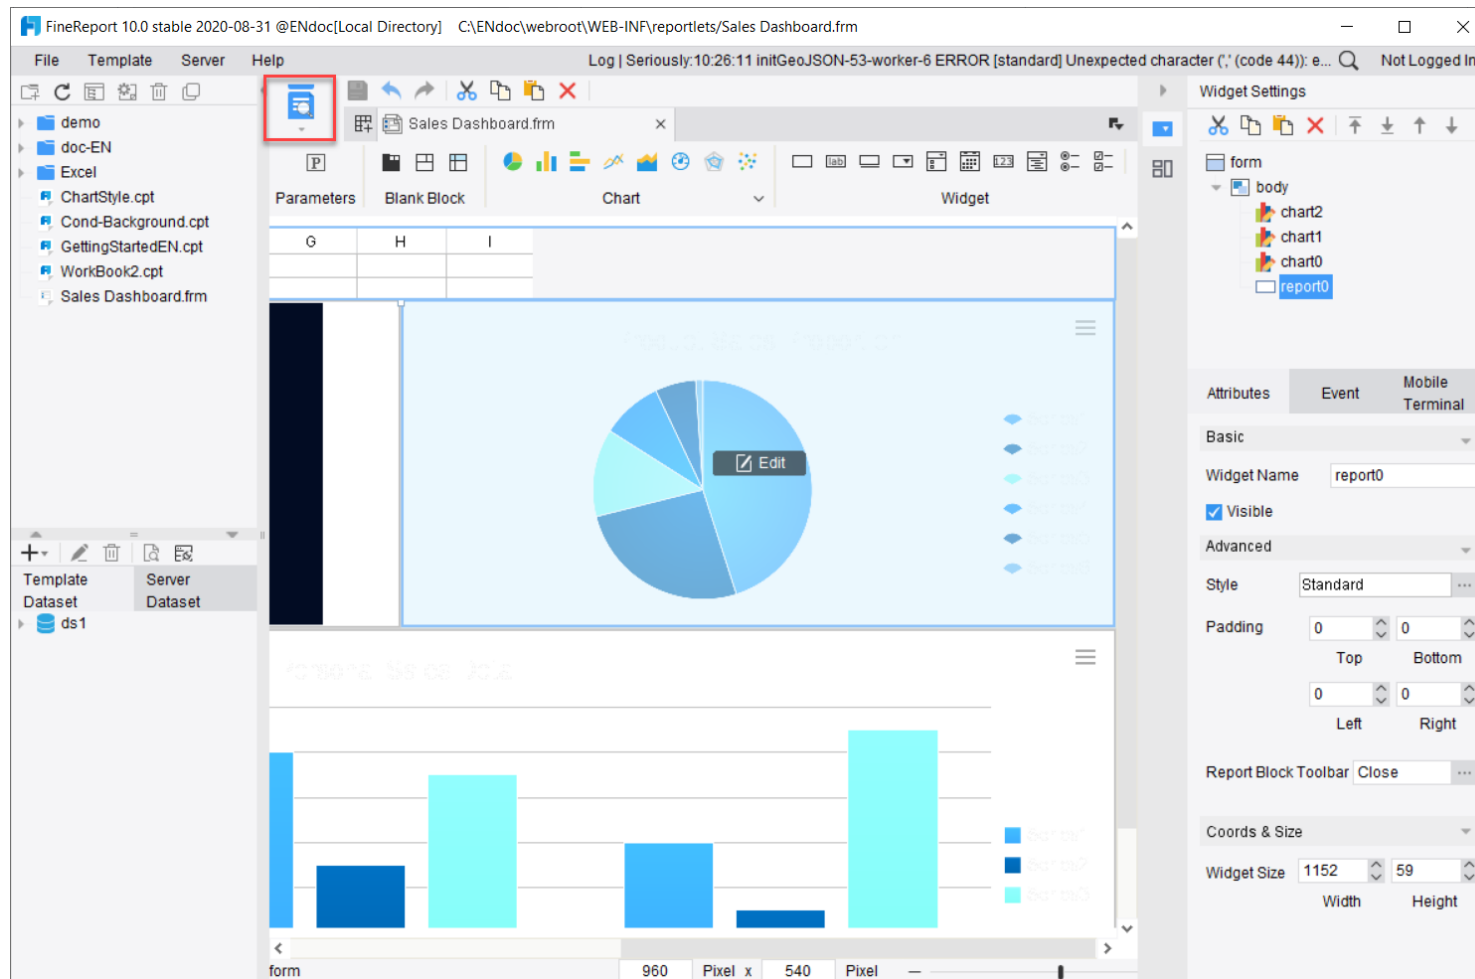 FineReport 10.0 stable 2020-08-31 @ENdoc[Local Directory] C:\ENdoc\webroot\WEB-INF\reportlets/Sales Dashboard.frm
File Template Server Help Log | Seriously:10:26:11 initGeoJSON-53-worker-6 ERROR [standard] Unexpected character (',' (code 44)): e... Not Logged In
demo
doc-EN
Excel
ChartStyle.cpt
Cond-Background.cpt
GettingStartedEN.cpt
WorkBook2.cpt
Sales Dashboard.frm
Template Dataset
Server Dataset
ds1
Sales Dashboard.frm
P
lab
123
Parameters Blank Block Chart Widget
G H I
Edit
form 960 Pixel x 540 Pixel
Widget Settings
form
body
chart2
chart1
chart0
report0
Attributes Event Mobile Terminal
Basic
Widget Name report0
Visible
Advanced
Style Standard
Padding 0 0
Top Bottom
0 0
Left Right
Report Block Toolbar Close
Coords & Size
Widget Size 1152 59
Width Height